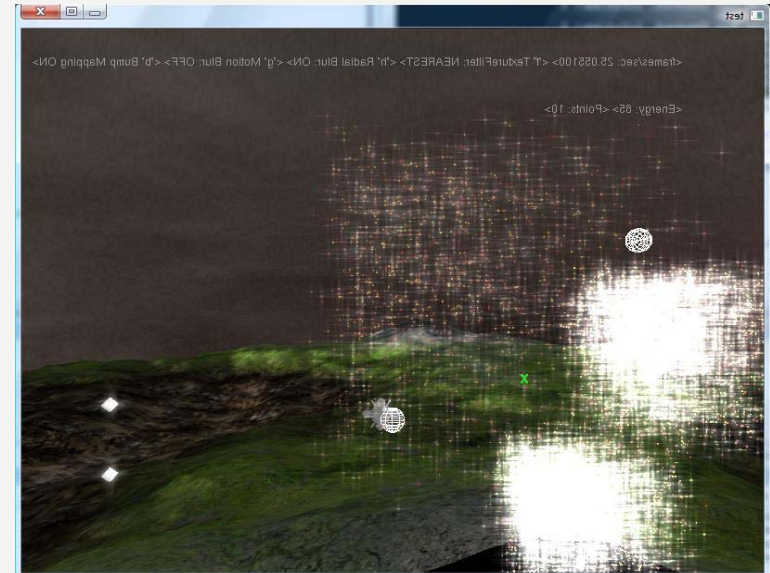 test
<frames/sec: 25.055100> <'f' TextureFilter: NEAREST> <'h' Radial Blur: ON> <'g' Motion Blur: OFF> <'b' Bump Mapping ON>
<Energy: 85> <Points: 10>
x